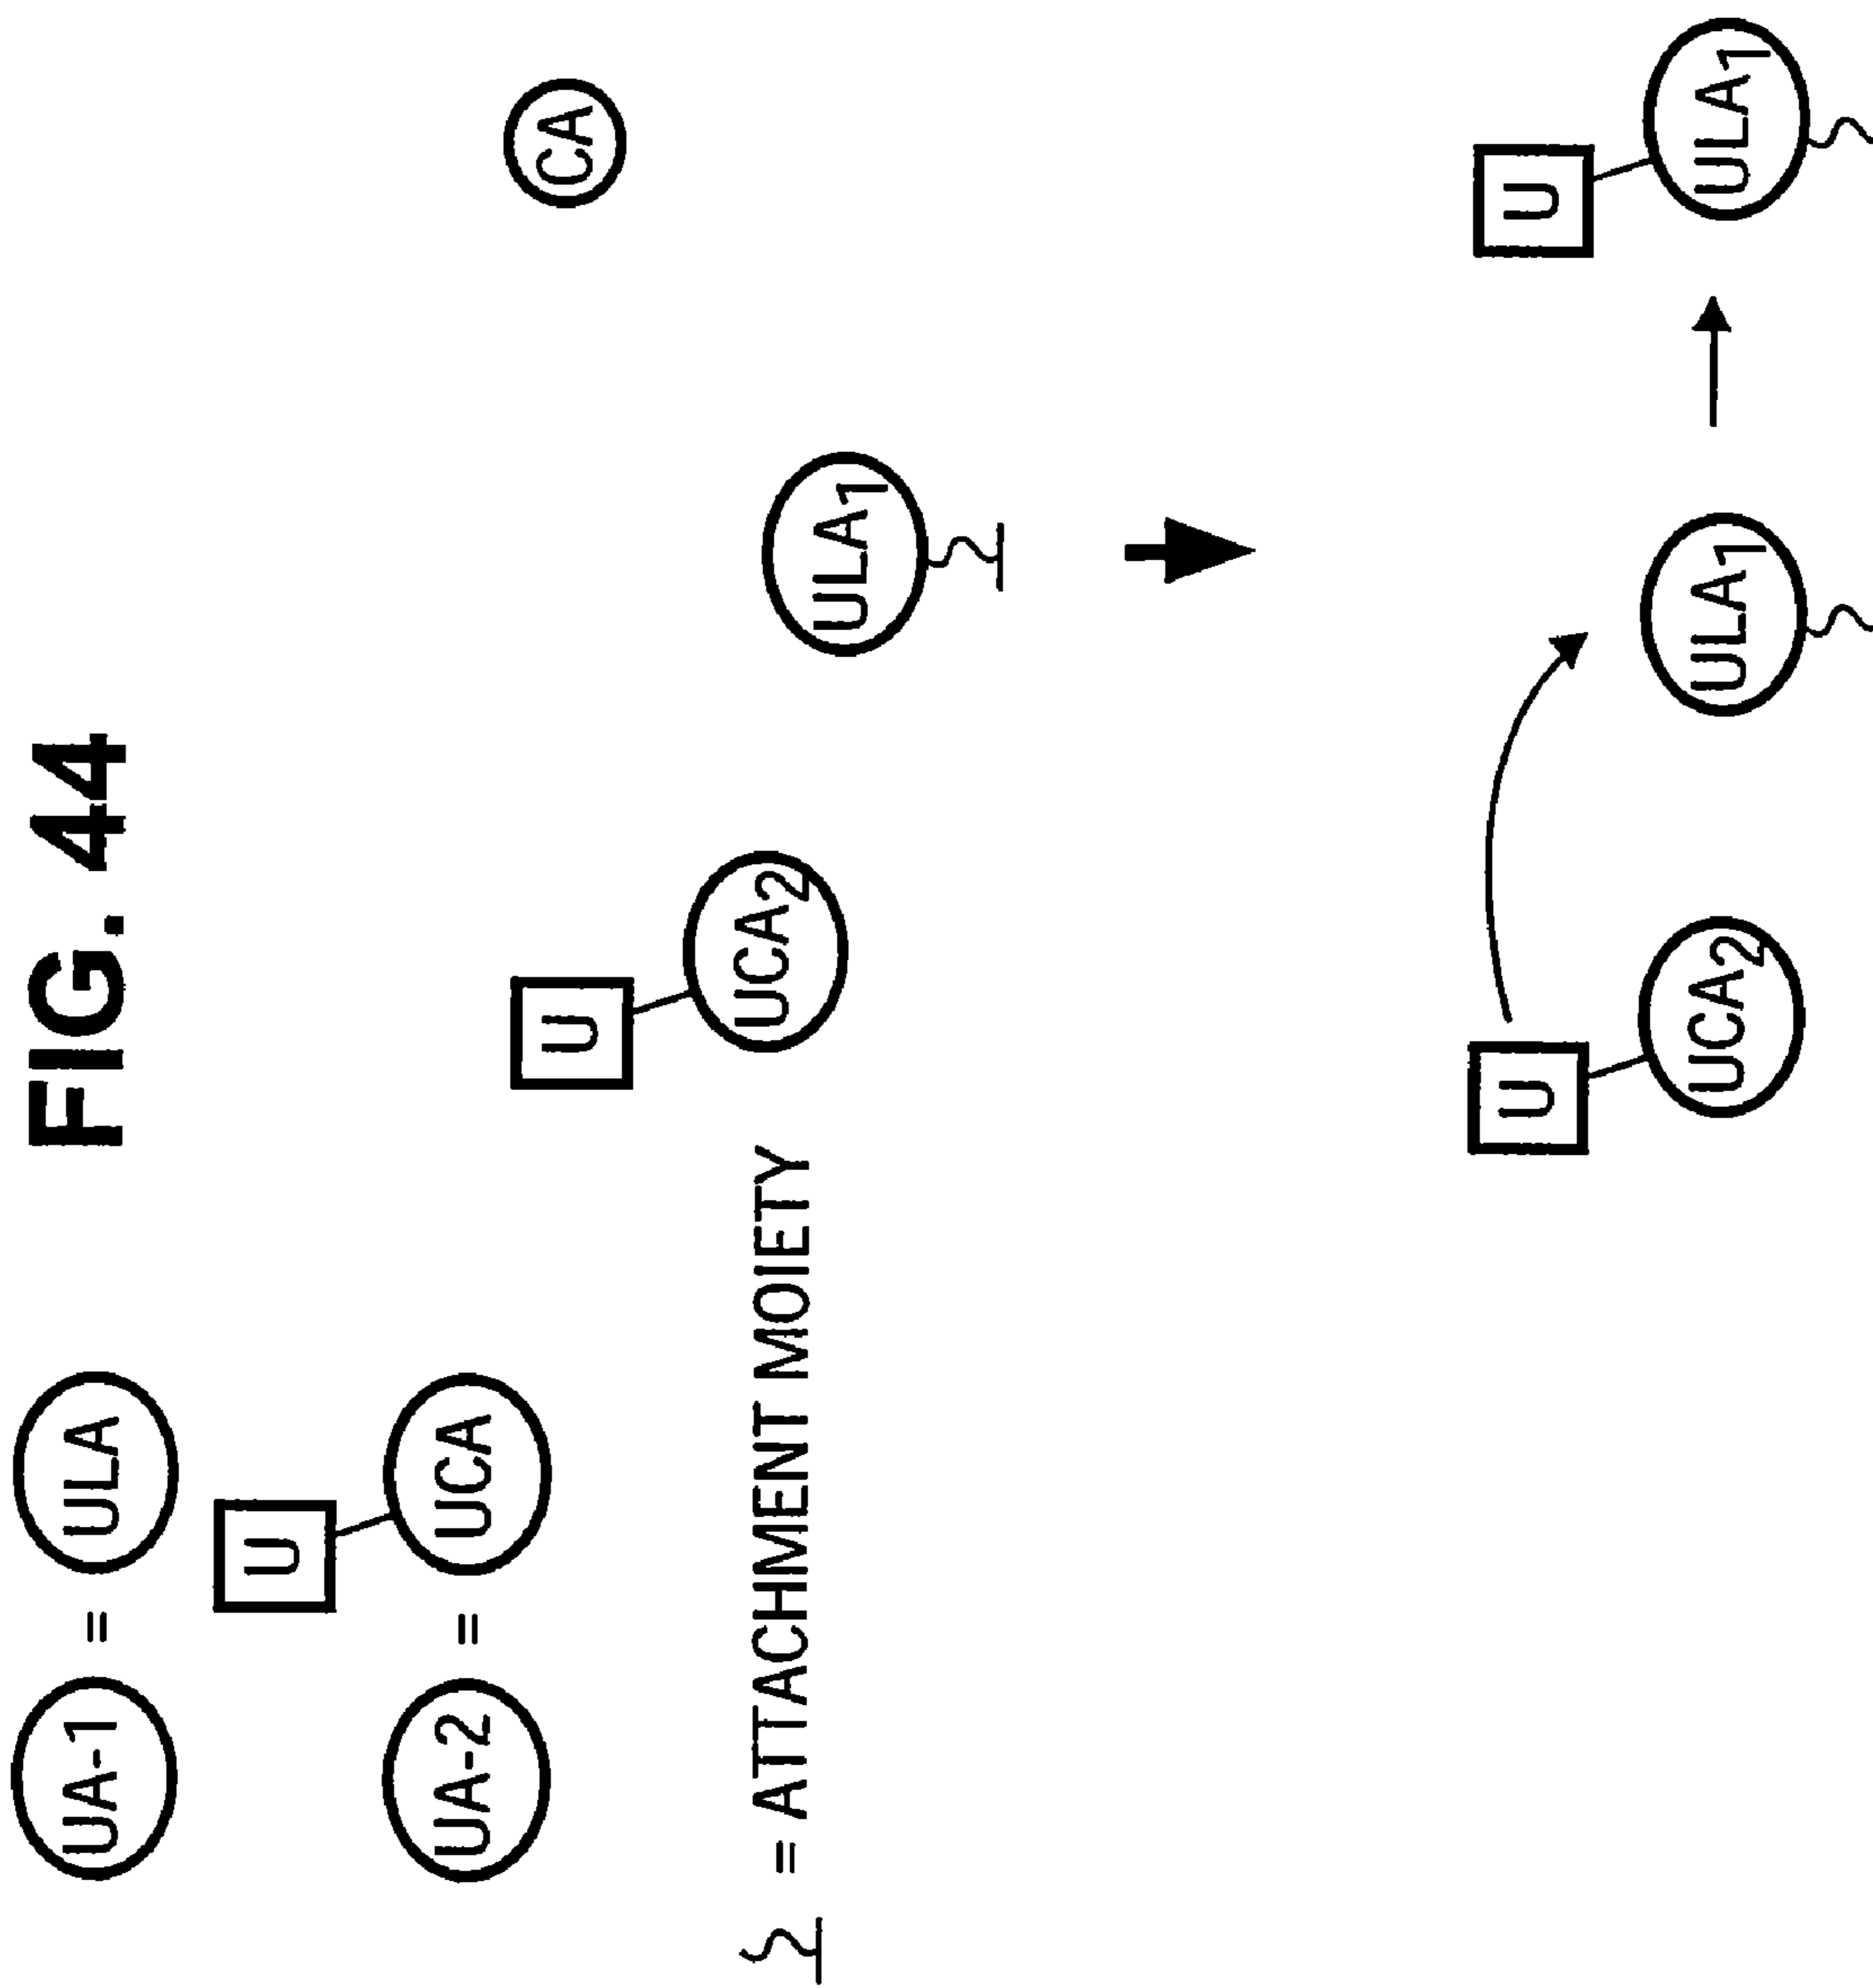 FIG. 44
UA-1 = ULA
U
UA-2 = UCA
U
CA
= ATTACHMENT MOIETY
UCA2
ULA1
U
U
UCA2
ULA1
ULA1